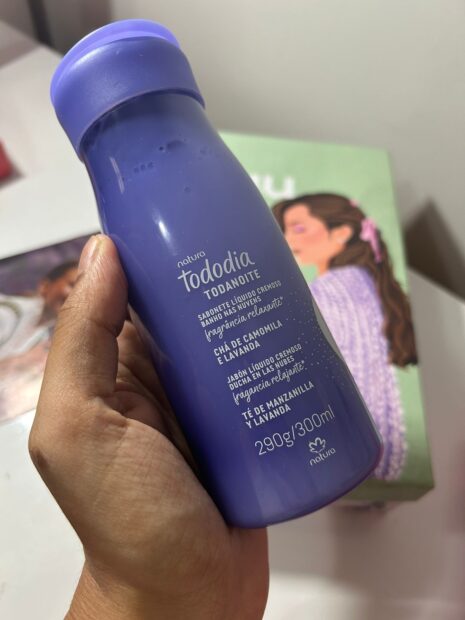 natura
tododia
TODANOITE
SABONETE LÍQUIDO CREMOSO
BANHO NAS NUVENS
fragrância relaxante*
CHÁ DE CAMOMILA
E LAVANDA
JABÓN LÍQUIDO CREMOSO
DUCHA EN LAS NUBES
fragancia relajante*
TÉ DE MANZANILLA
Y LAVANDA
290g/300ml
natura